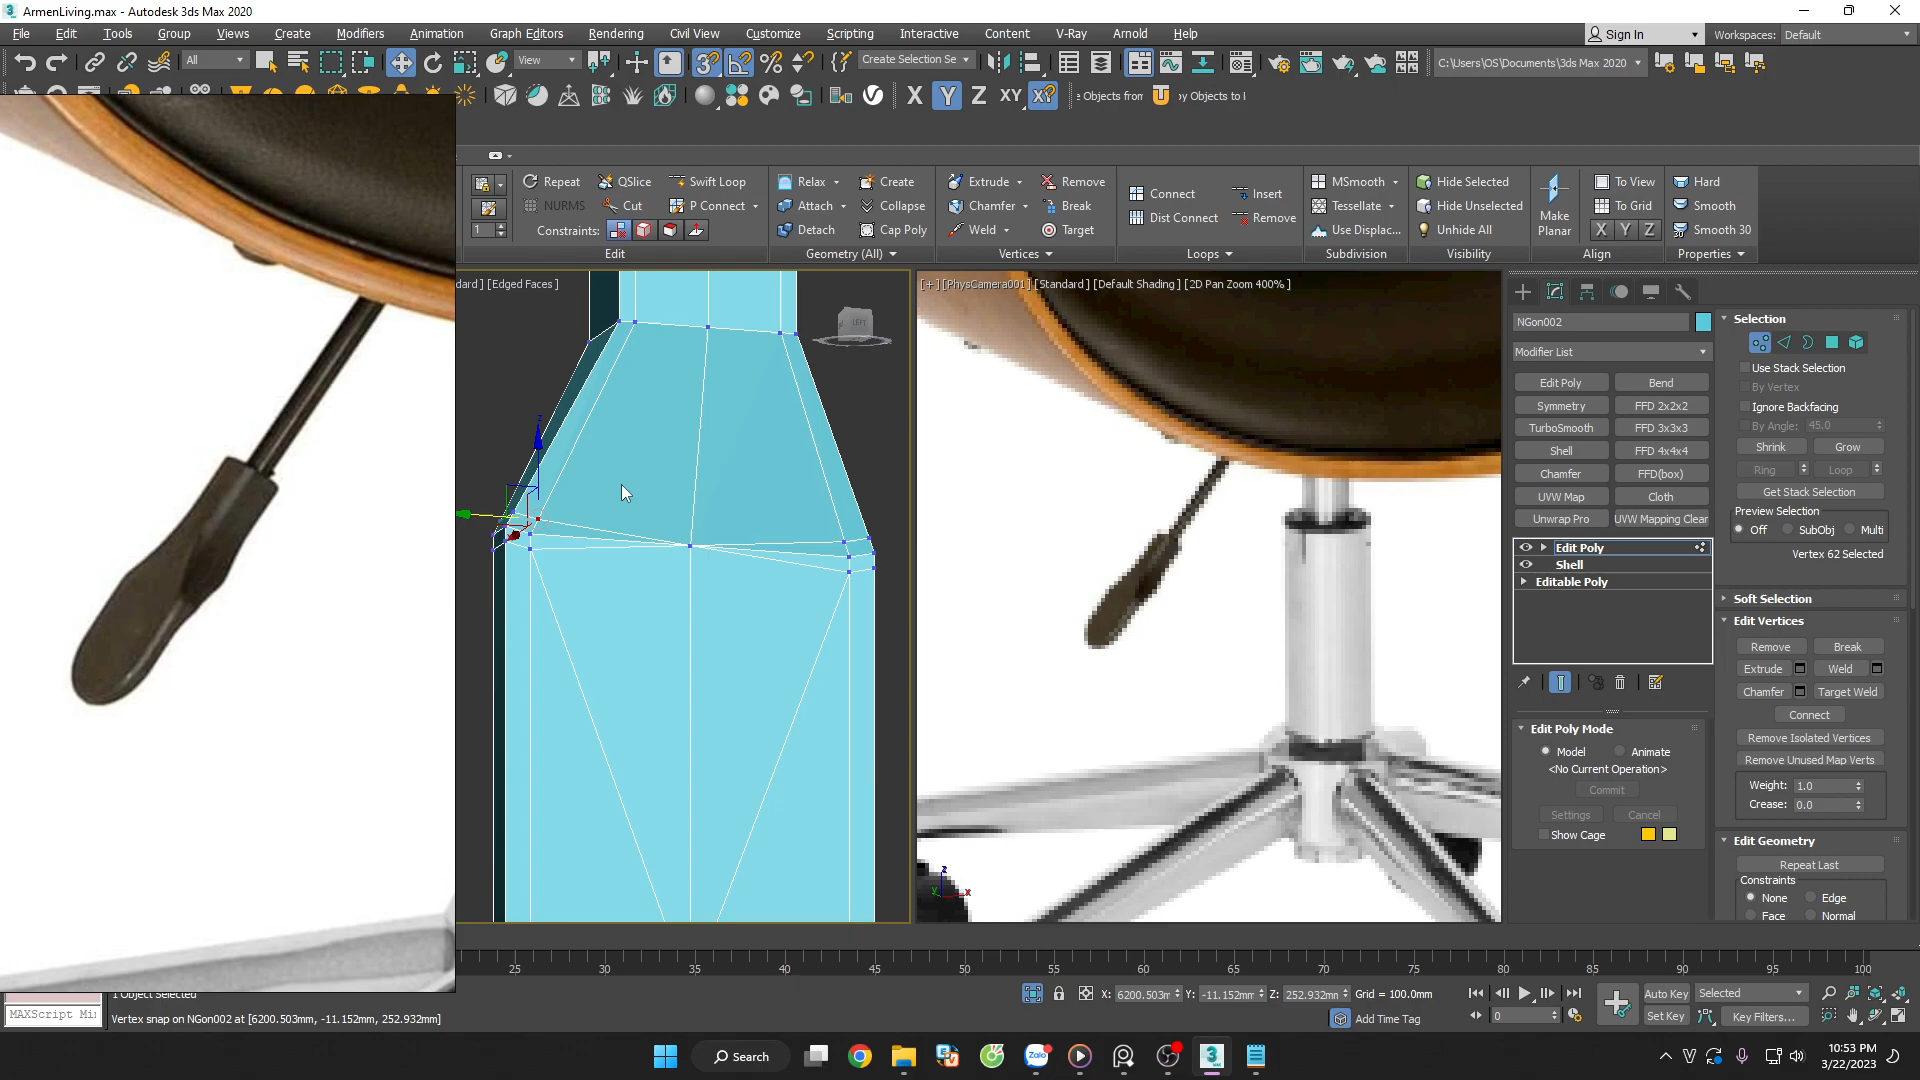 ArmenLiving.max - Autodesk 3ds Max 2020
File Edit Tools Group Views Create Modifiers Animation Graph Editors Rendering Civil View Customize Scripting Interactive Content V-Ray Arnold Help
Sign In Workspaces: Default
All View Create Selection Se C:\Users\OS\Documents\3ds Max 2020
X Y Z XY e Objects from by Objects to l
Repeat QSlice Swift Loop
NURMS Cut P Connect
1 Constraints:
Edit
Relax Create
Attach Collapse
Detach Cap Poly
Geometry (All)
Extrude Remove
Chamfer Break
Weld Target
Vertices
Connect Insert
Dist Connect Remove
Loops
MSmooth
Tessellate
Use Displac...
Subdivision
Hide Selected
Hide Unselected
Unhide All
Visibility
Make
Planar
To View
To Grid
X Y Z
Align
Hard
Smooth
Smooth 30
Properties
dard ] [Edged Faces ]
LEFT
z
[+] [PhysCamera001 ] [Standard ] [Default Shading ] [2D Pan Zoom 400% ]
z
y x
NGon002
Modifier List
Edit Poly Bend
Symmetry FFD 2x2x2
TurboSmooth FFD 3x3x3
Shell FFD 4x4x4
Chamfer FFD(box)
UVW Map Cloth
Unwrap Pro UVW Mapping Clear
Edit Poly
Shell
Editable Poly
Edit Poly Mode
Model Animate
<No Current Operation>
Commit
Settings Cancel
Show Cage
Selection
Use Stack Selection
By Vertex
Ignore Backfacing
By Angle: 45.0
Shrink Grow
Ring Loop
Get Stack Selection
Preview Selection
Off SubObj Multi
Vertex 62 Selected
Soft Selection
Edit Vertices
Remove Break
Extrude Weld
Chamfer Target Weld
Connect
Remove Isolated Vertices
Remove Unused Map Verts
Weight: 1.0
Crease: 0.0
Edit Geometry
Repeat Last
Constraints
None Edge
Face Normal
25 30 35 40 45 50 55 60 65 70 75 80 85 90 95 100
1 Object Selected
MAXScript Mi
Vertex snap on NGon002 at [6200.503mm, -11.152mm, 252.932mm]
X: 6200.503m Y: -11.152mm Z: 252.932mm Grid = 100.0mm
Add Time Tag
0
Auto Key Selected
Set Key Key Filters...
Search
Zalo
3
10:53 PM
3/22/2023